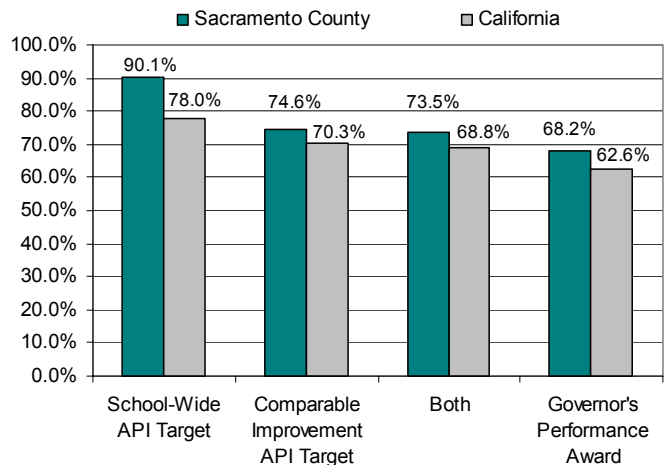 Sacramento County California
100.0%
90.0%
80.0%
70.0%
60.0%
50.0%
40.0%
30.0%
20.0%
10.0%
0.0%
90.1%
78.0%
74.6%
70.3%
73.5%
68.8%
68.2%
62.6%
School-Wide
API Target
Comparable
Improvement
API Target
Both
Governor's
Performance
Award